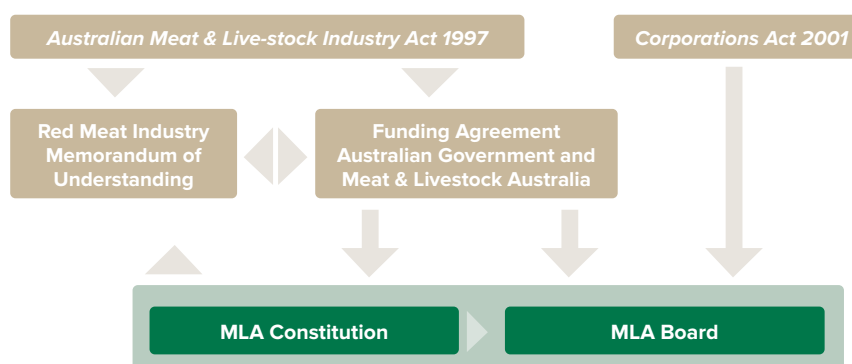 Australian Meat & Live-stock Industry Act 1997
Corporations Act 2001
Red Meat Industry
Memorandum of
Understanding
Funding Agreement
Australian Government and
Meat & Livestock Australia
MLA Constitution
MLA Board